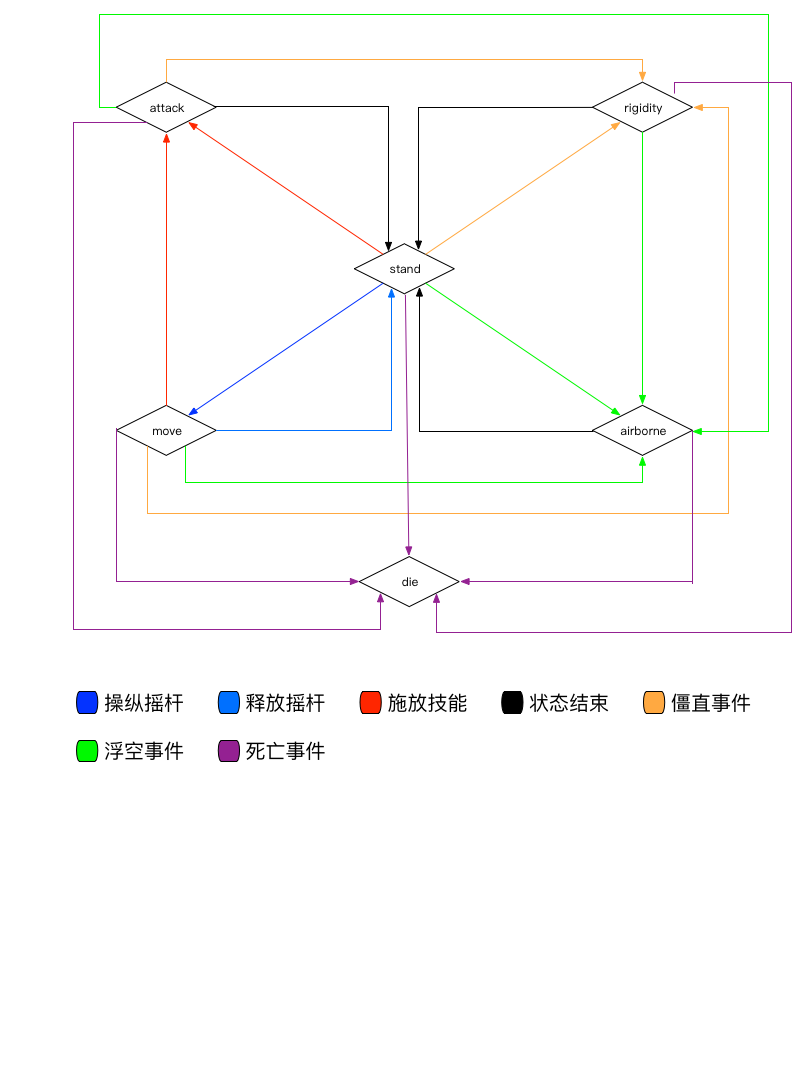 attack
rigidity
stand
move
airborne
die
操纵摇杆 释放摇杆 施放技能 状态结束 僵直事件
浮空事件 死亡事件